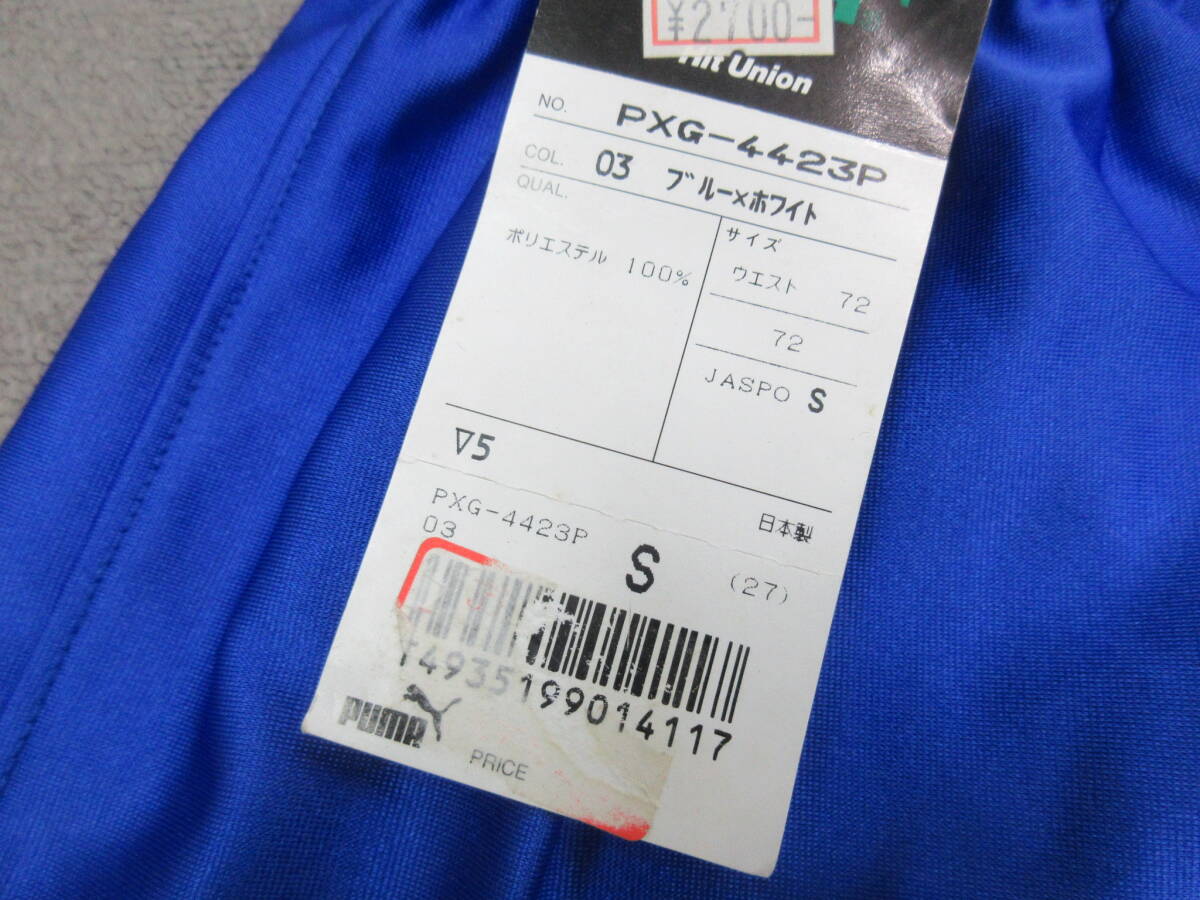 ¥2700-
Hit Union
NO. PXG-4423P
COL. 03 ブルー×ホワイト
QUAL.
ポリエステル 100%
サイズ
ウエスト 72
72
JASPO S
∇5
日本製
PXG-4423P
03
S (27)
T4935199014117
PUMA
PRICE